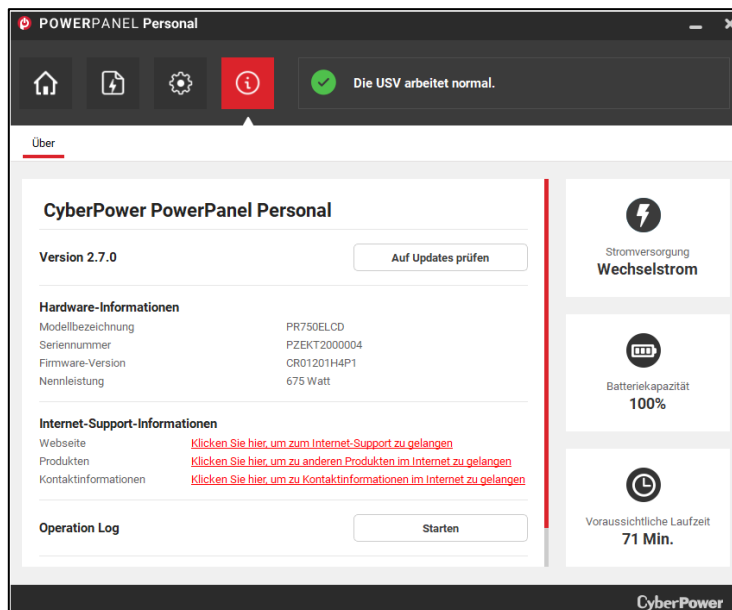 POWERPANEL Personal
Die USV arbeitet normal.
Über
CyberPower PowerPanel Personal
Version 2.7.0
Auf Updates prüfen
Hardware-Informationen
Modellbezeichnung PR750ELCD
Seriennummer PZEKT2000004
Firmware-Version CR01201H4P1
Nennleistung 675 Watt
Internet-Support-Informationen
Webseite Klicken Sie hier, um zum Internet-Support zu gelangen
Produkten Klicken Sie hier, um zu anderen Produkten im Internet zu gelangen
Kontaktinformationen Klicken Sie hier, um zu Kontaktinformationen im Internet zu gelangen
Operation Log
Starten
Stromversorgung
Wechselstrom
Batteriekapazität
100%
Voraussichtliche Laufzeit
71 Min.
CyberPower